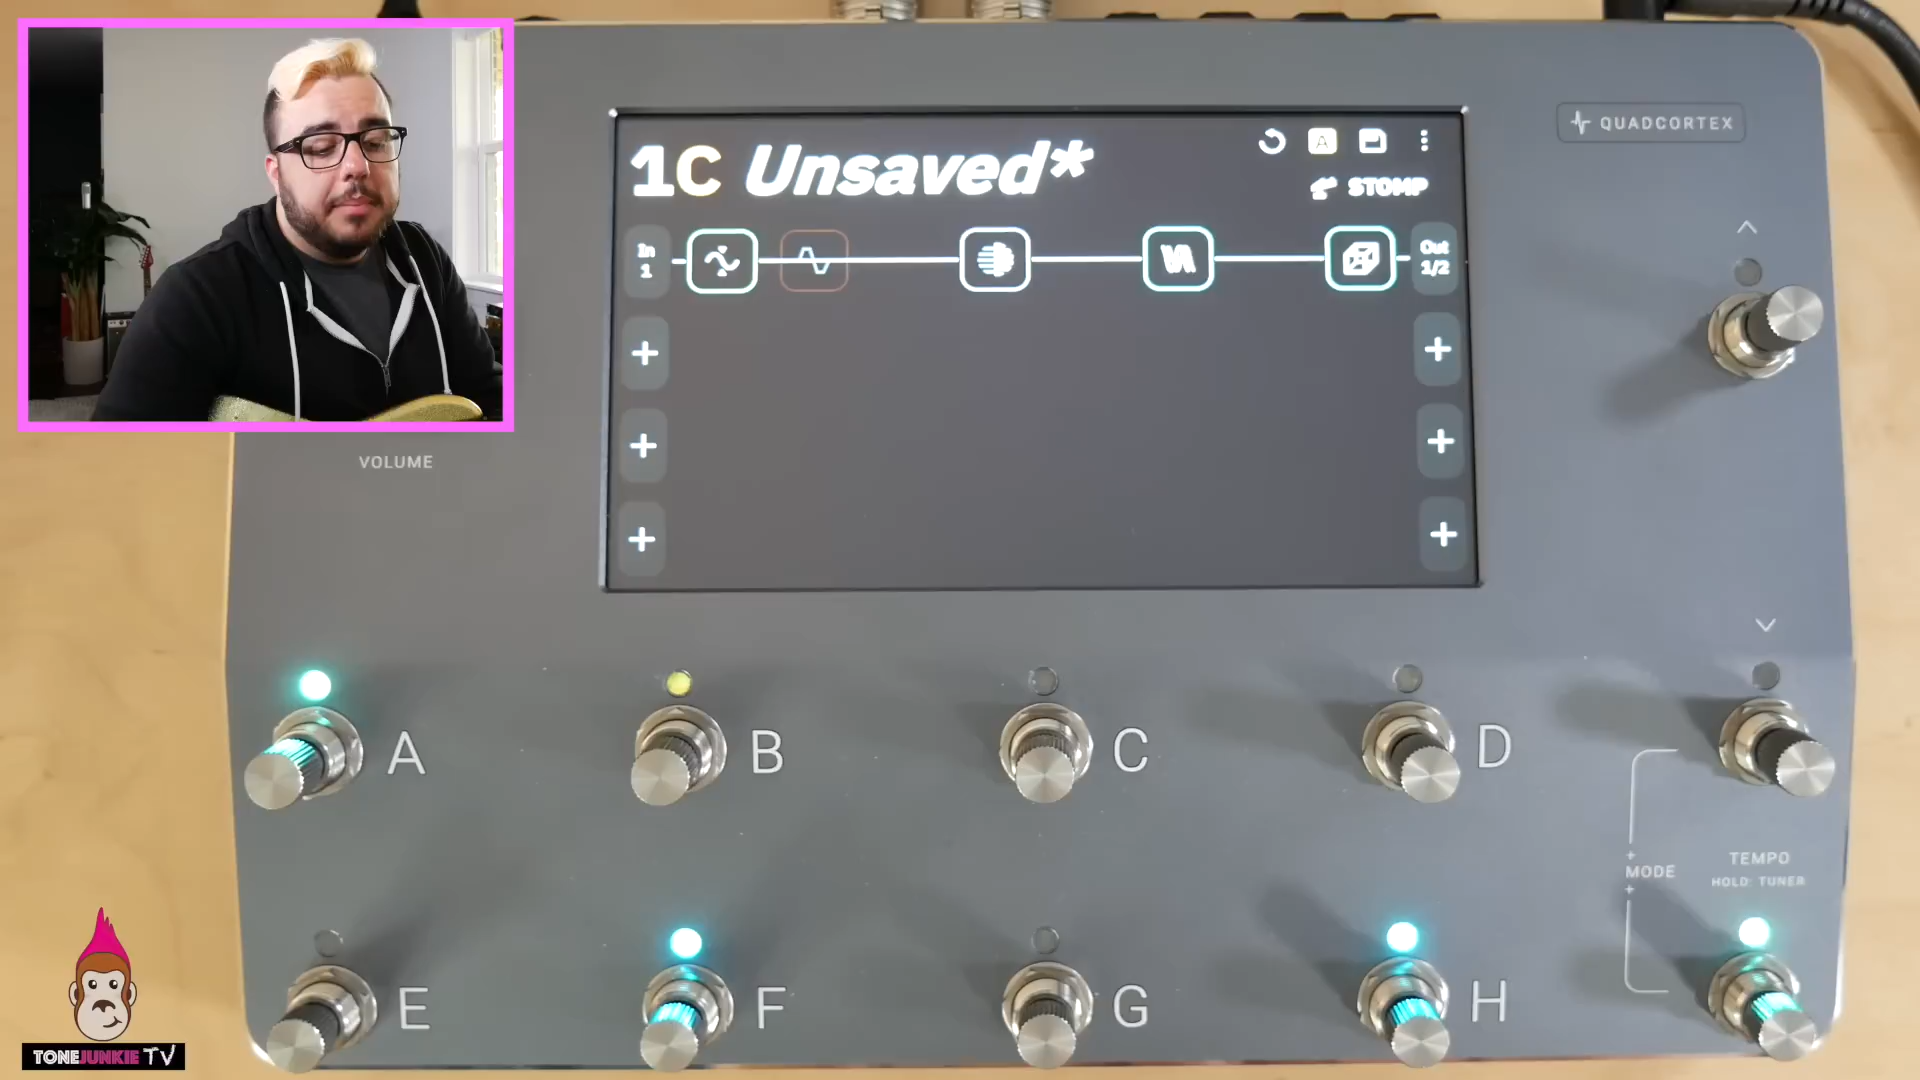 QUADCORTEX
1C Unsaved*
A
STOMP
In
1
Out
1/2
VOLUME
A
B
C
D
E
F
G
H
+
MODE
+
TEMPO
HOLD: TUNER
TONEJUNKIE TV